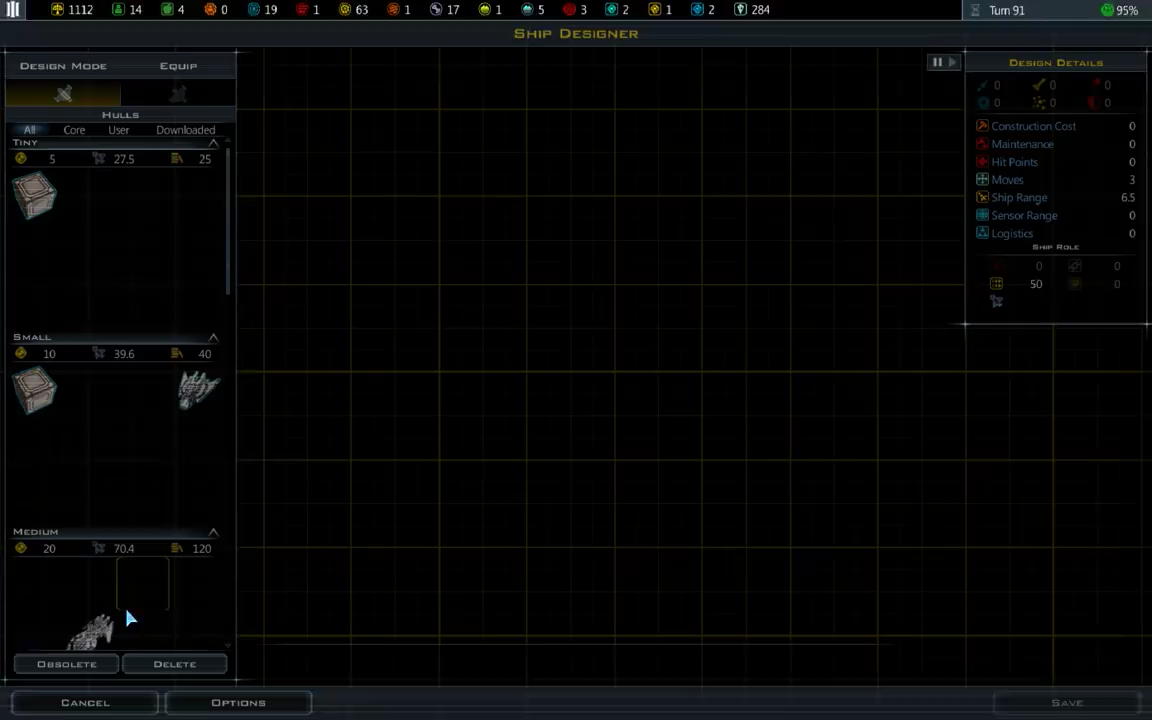 1112 14 4 0 19 1 63 1 17 1 5 3 2 1 2 284 Turn 91 95%
Ship Designer
Design Mode Equip
Hulls
All Core User Downloaded
Tiny
5 27.5 25
Small
10 39.6 40
Medium
20 70.4 120
Obsolete Delete
Cancel Options Save
Design Details
0 0 0
0 0 0
Construction Cost 0
Maintenance 0
Hit Points 0
Moves 3
Ship Range 6.5
Sensor Range 0
Logistics 0
Ship Role
0 0
50 0